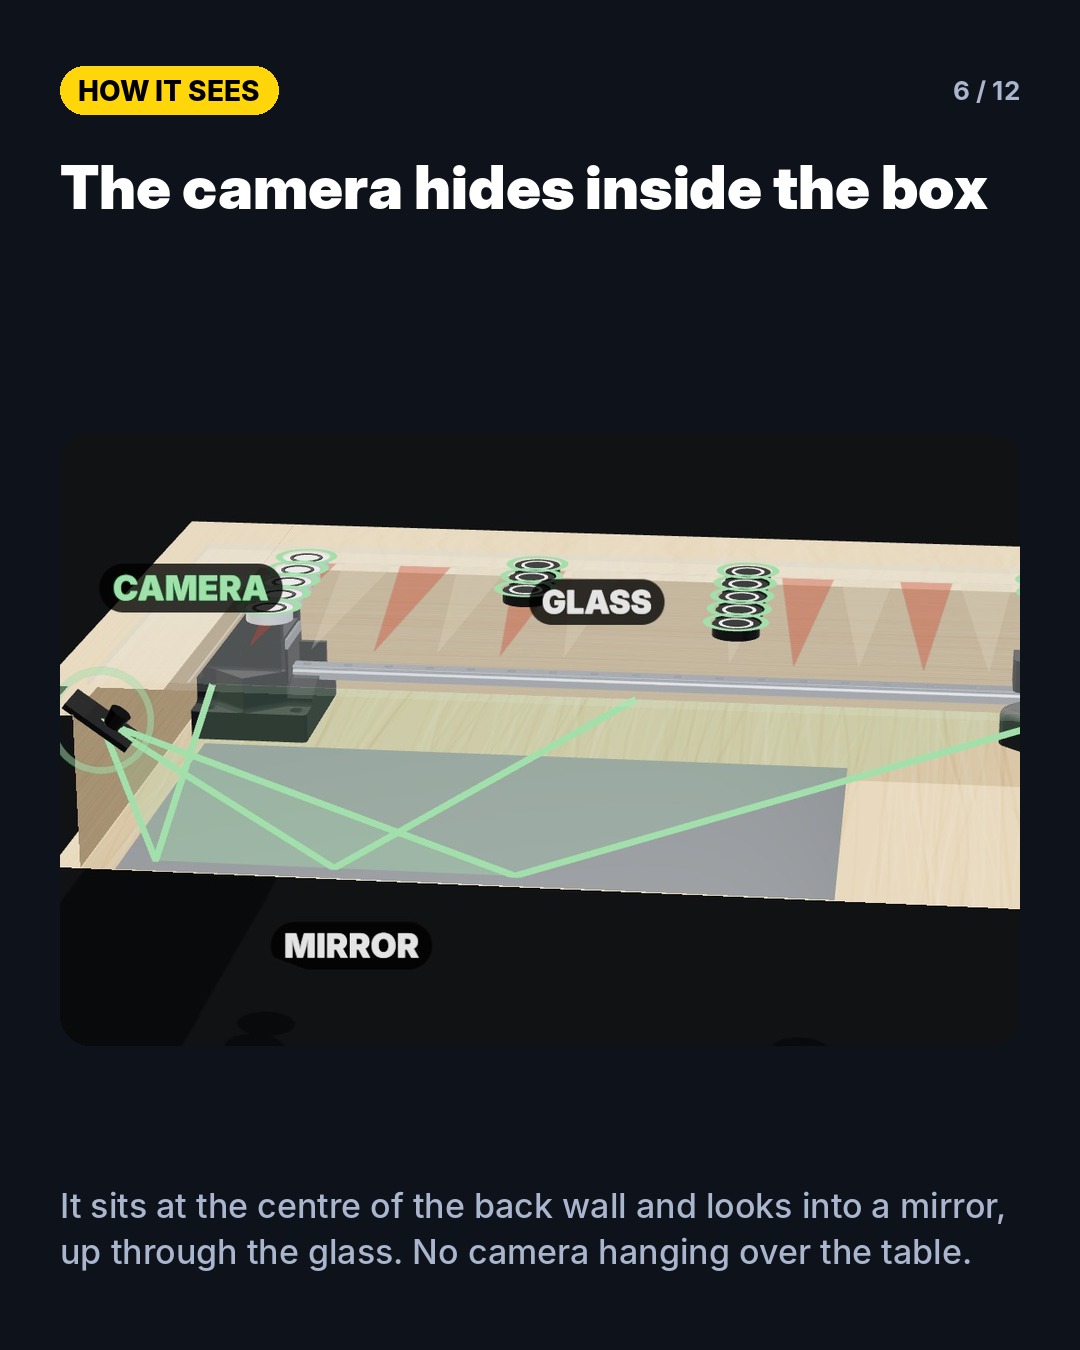 HOW IT SEES
6 / 12
The camera hides inside the box
CAMERA
GLASS
MIRROR
It sits at the centre of the back wall and looks into a mirror,
up through the glass. No camera hanging over the table.